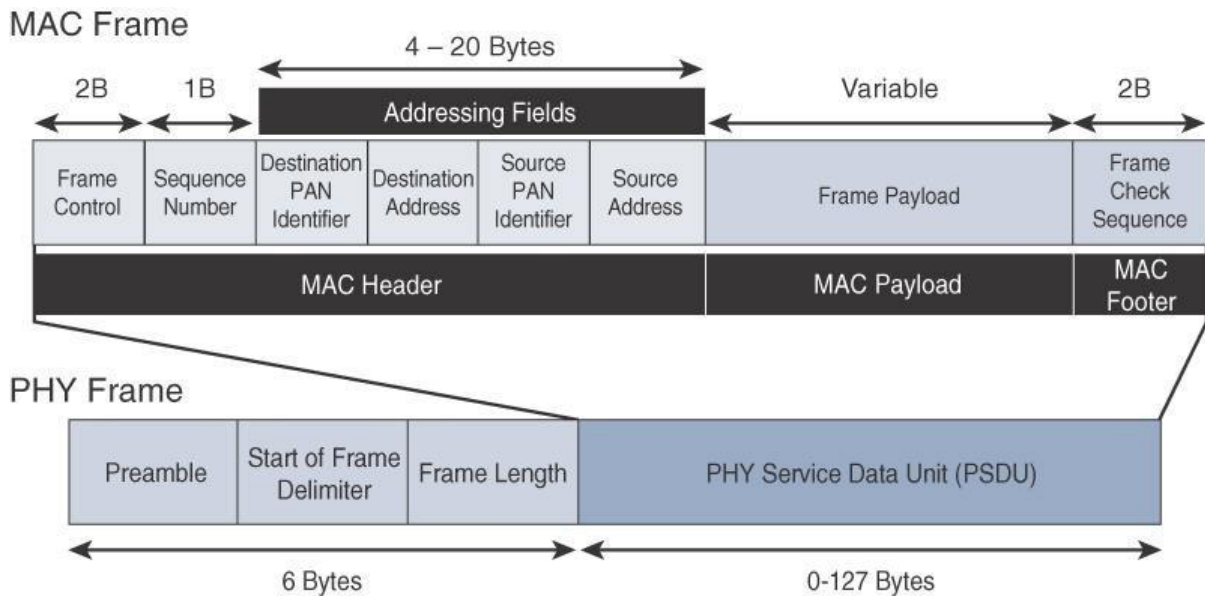 MAC Frame
4 – 20 Bytes
2B
1B
Addressing Fields
Variable
2B
Frame
Control
Sequence
Number
Destination
PAN
Identifier
Destination
Address
Source
PAN
Identifier
Source
Address
Frame Payload
Frame
Check
Sequence
MAC Header
MAC Payload
MAC
Footer
PHY Frame
Preamble
Start of Frame
Delimiter
Frame Length
PHY Service Data Unit (PSDU)
6 Bytes
0-127 Bytes